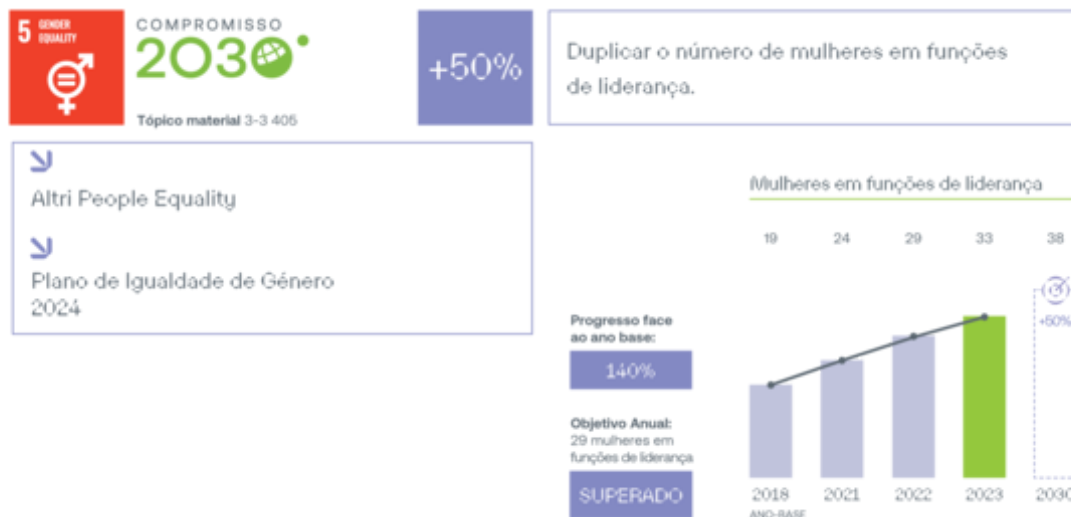 5 GENDER
EQUALITY
COMPROMISSO
2030
Tópico material 3-3 405
+50%
Duplicar o número de mulheres em funções
de liderança.
Altri People Equality
Plano de Igualdade de Género
2024
Mulheres em funções de liderança
19 24 29 33 38
Progresso face
ao ano base:
140%
Objetivo Anual:
29 mulheres em
funções de liderança
SUPERADO
+50%
2018 2021 2022 2023 2030
ANO-BASE